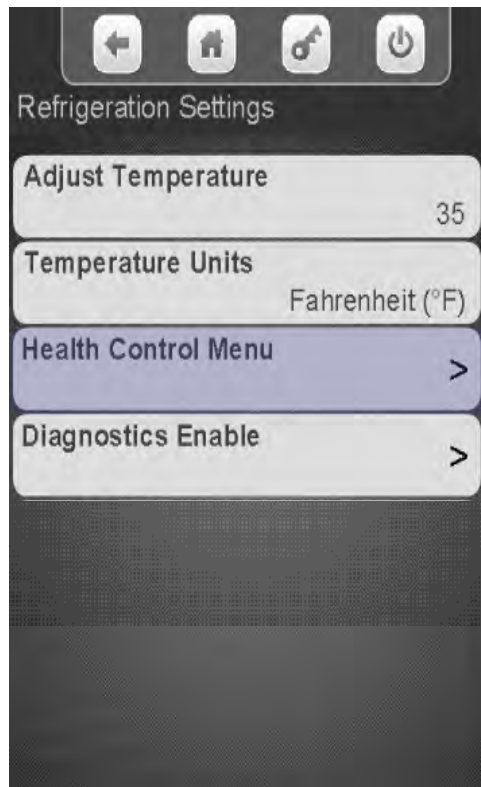 Refrigeration Settings
Adjust Temperature
35
Temperature Units
Fahrenheit (°F)
Health Control Menu
>
Diagnostics Enable
>